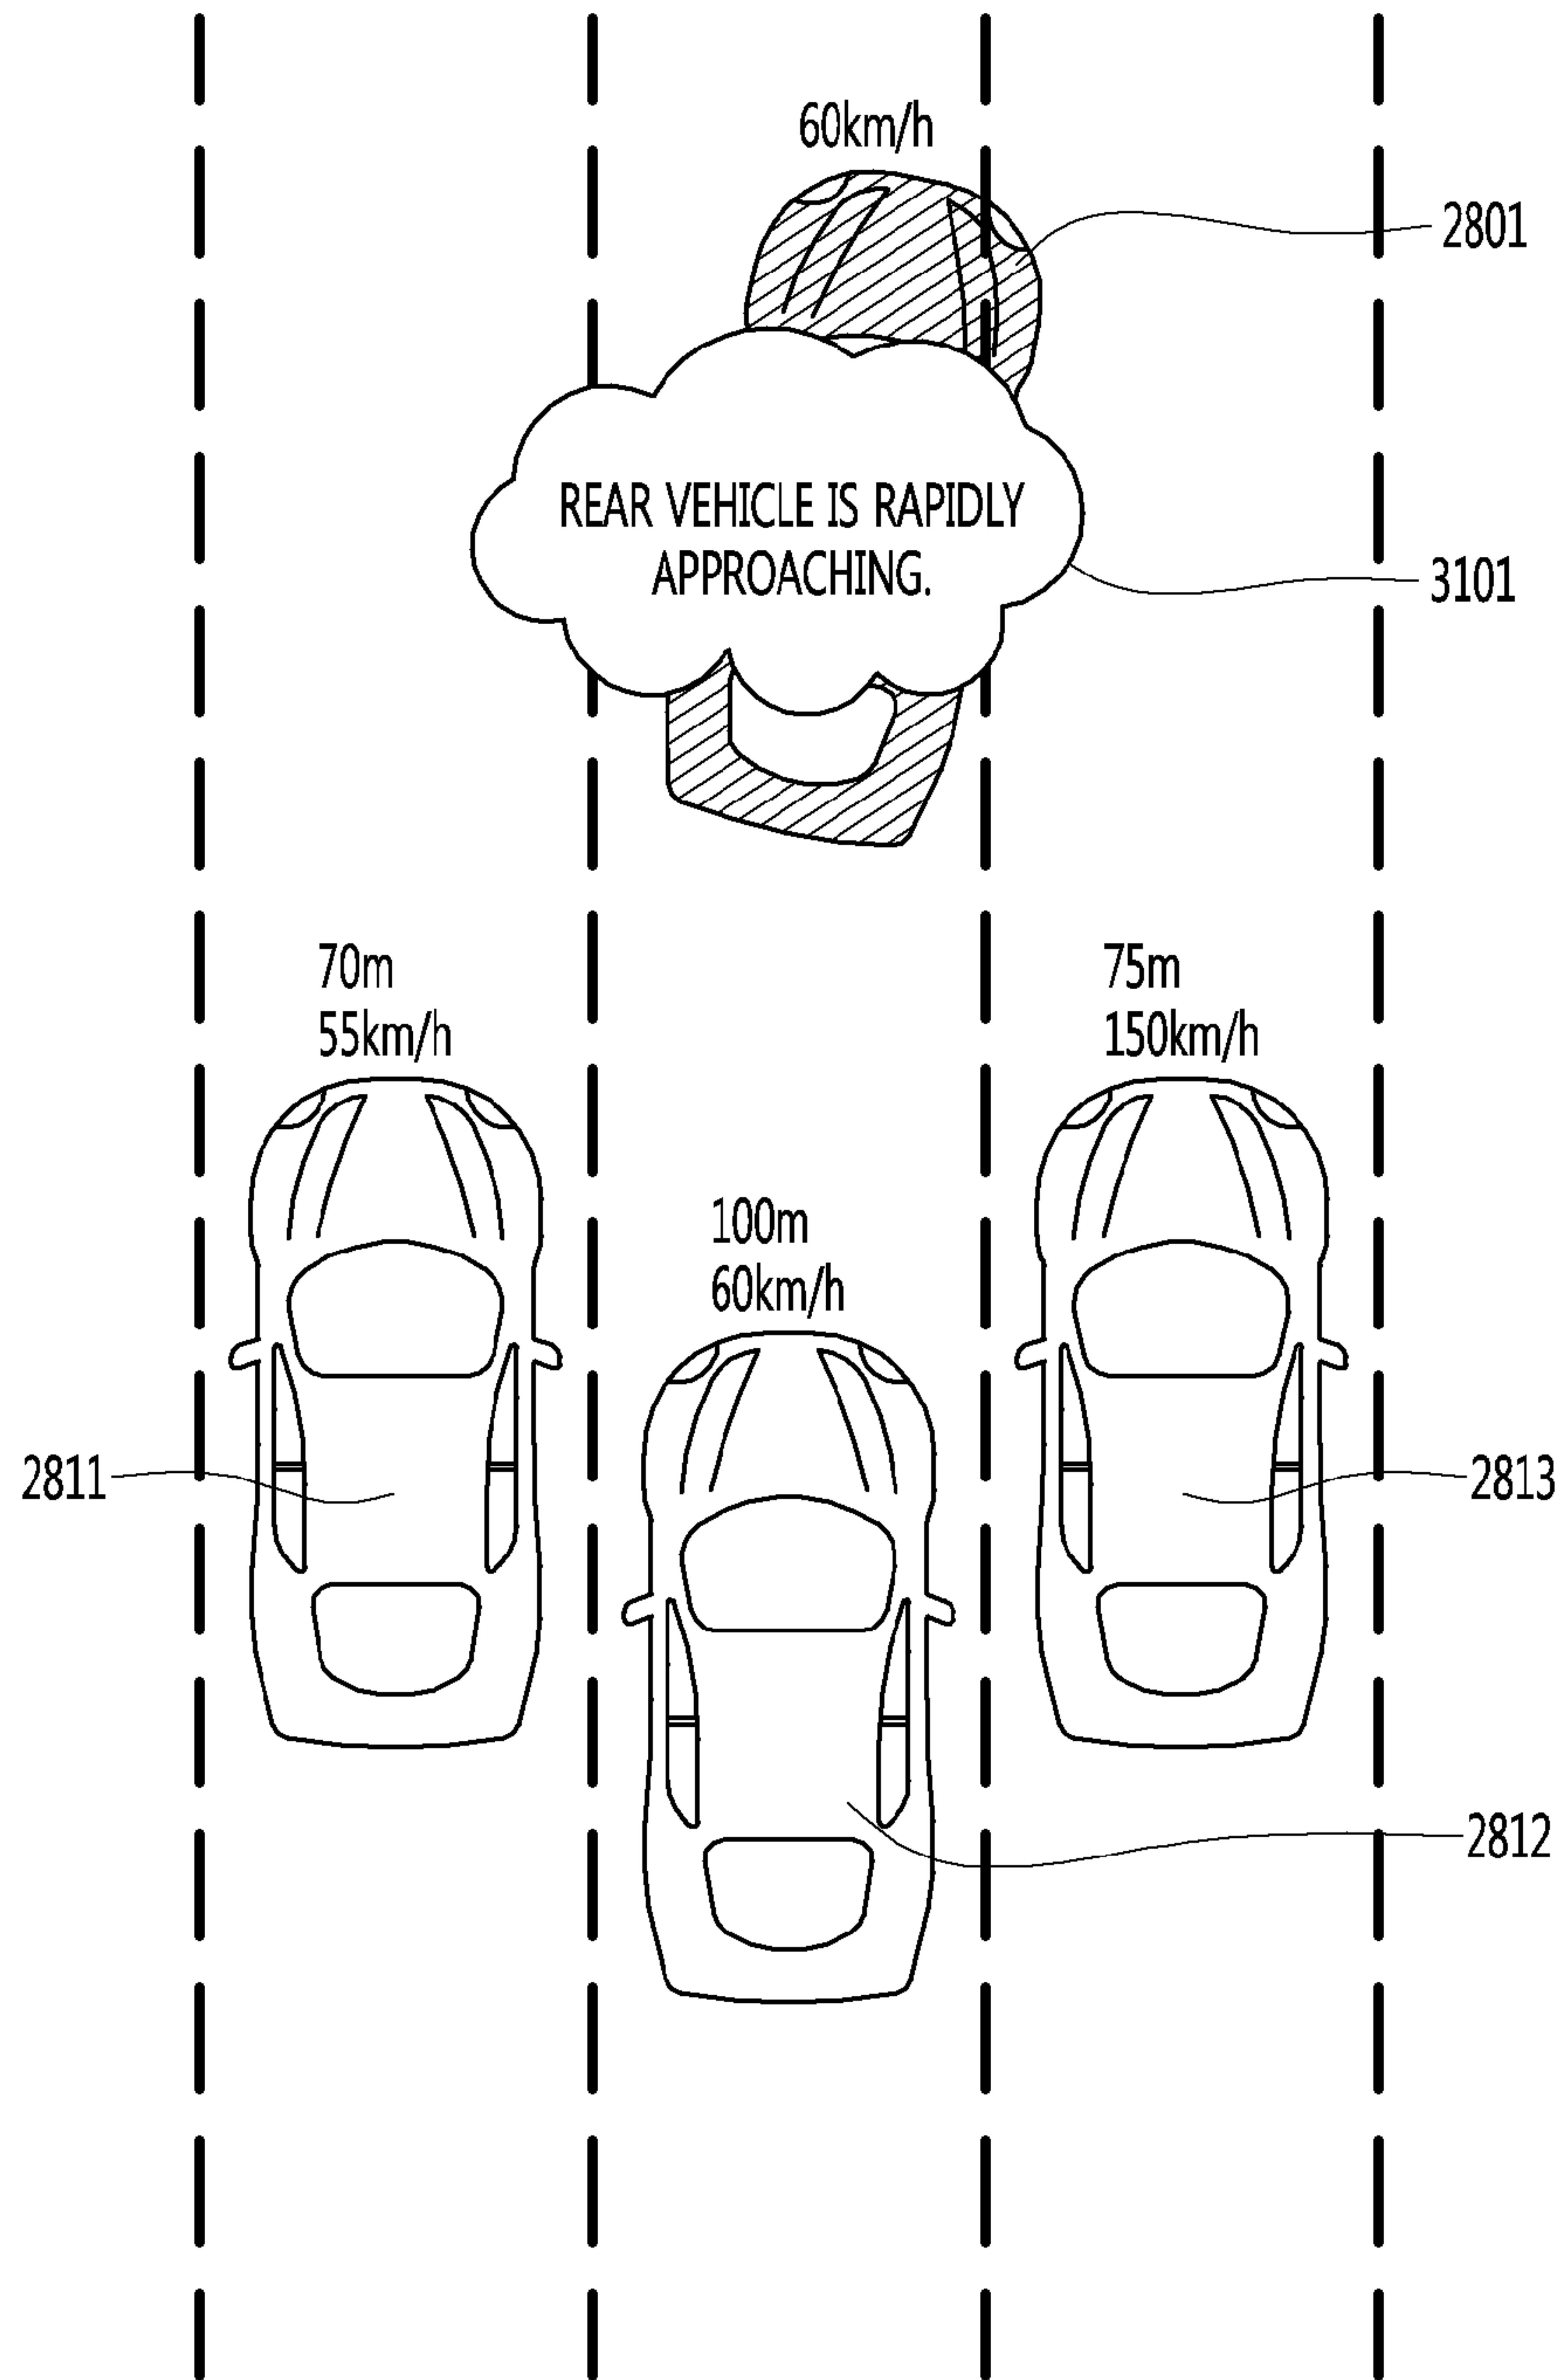 60km/h
2801
REAR VEHICLE IS RAPIDLY
APPROACHING.
3101
70m
55km/h
75m
150km/h
100m
60km/h
2811
2813
2812